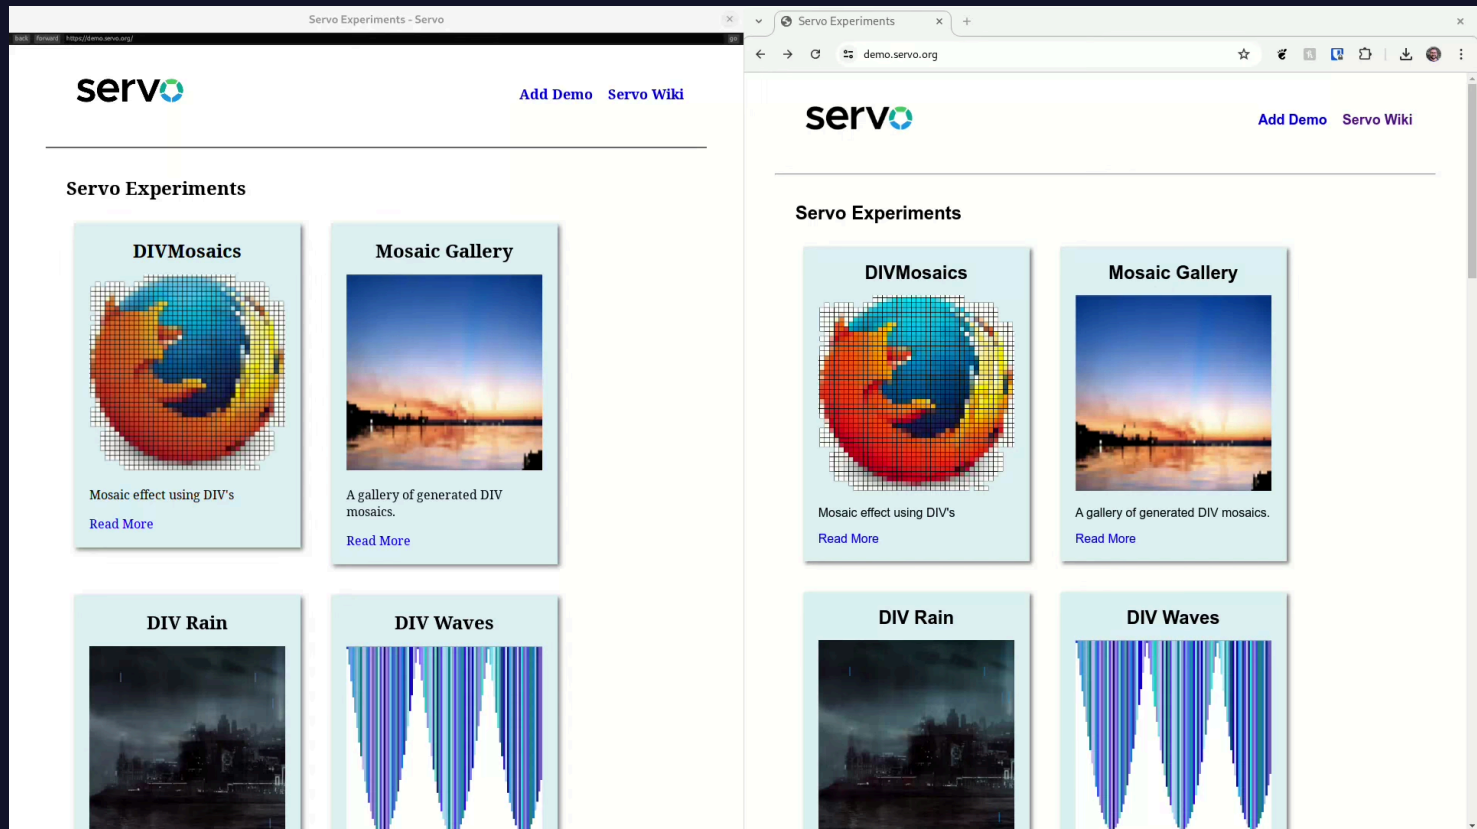 Servo Experiments - Servo
back forward https://demo.servo.org/ go
servo
Add Demo Servo Wiki
Servo Experiments
DIVMosaics
Mosaic Gallery
Mosaic effect using DIV's
Read More
A gallery of generated DIV
mosaics.
Read More
DIV Rain
DIV Waves
Servo Experiments
demo.servo.org
servo
Add Demo Servo Wiki
Servo Experiments
DIVMosaics
Mosaic Gallery
Mosaic effect using DIV's
Read More
A gallery of generated DIV mosaics.
Read More
DIV Rain
DIV Waves